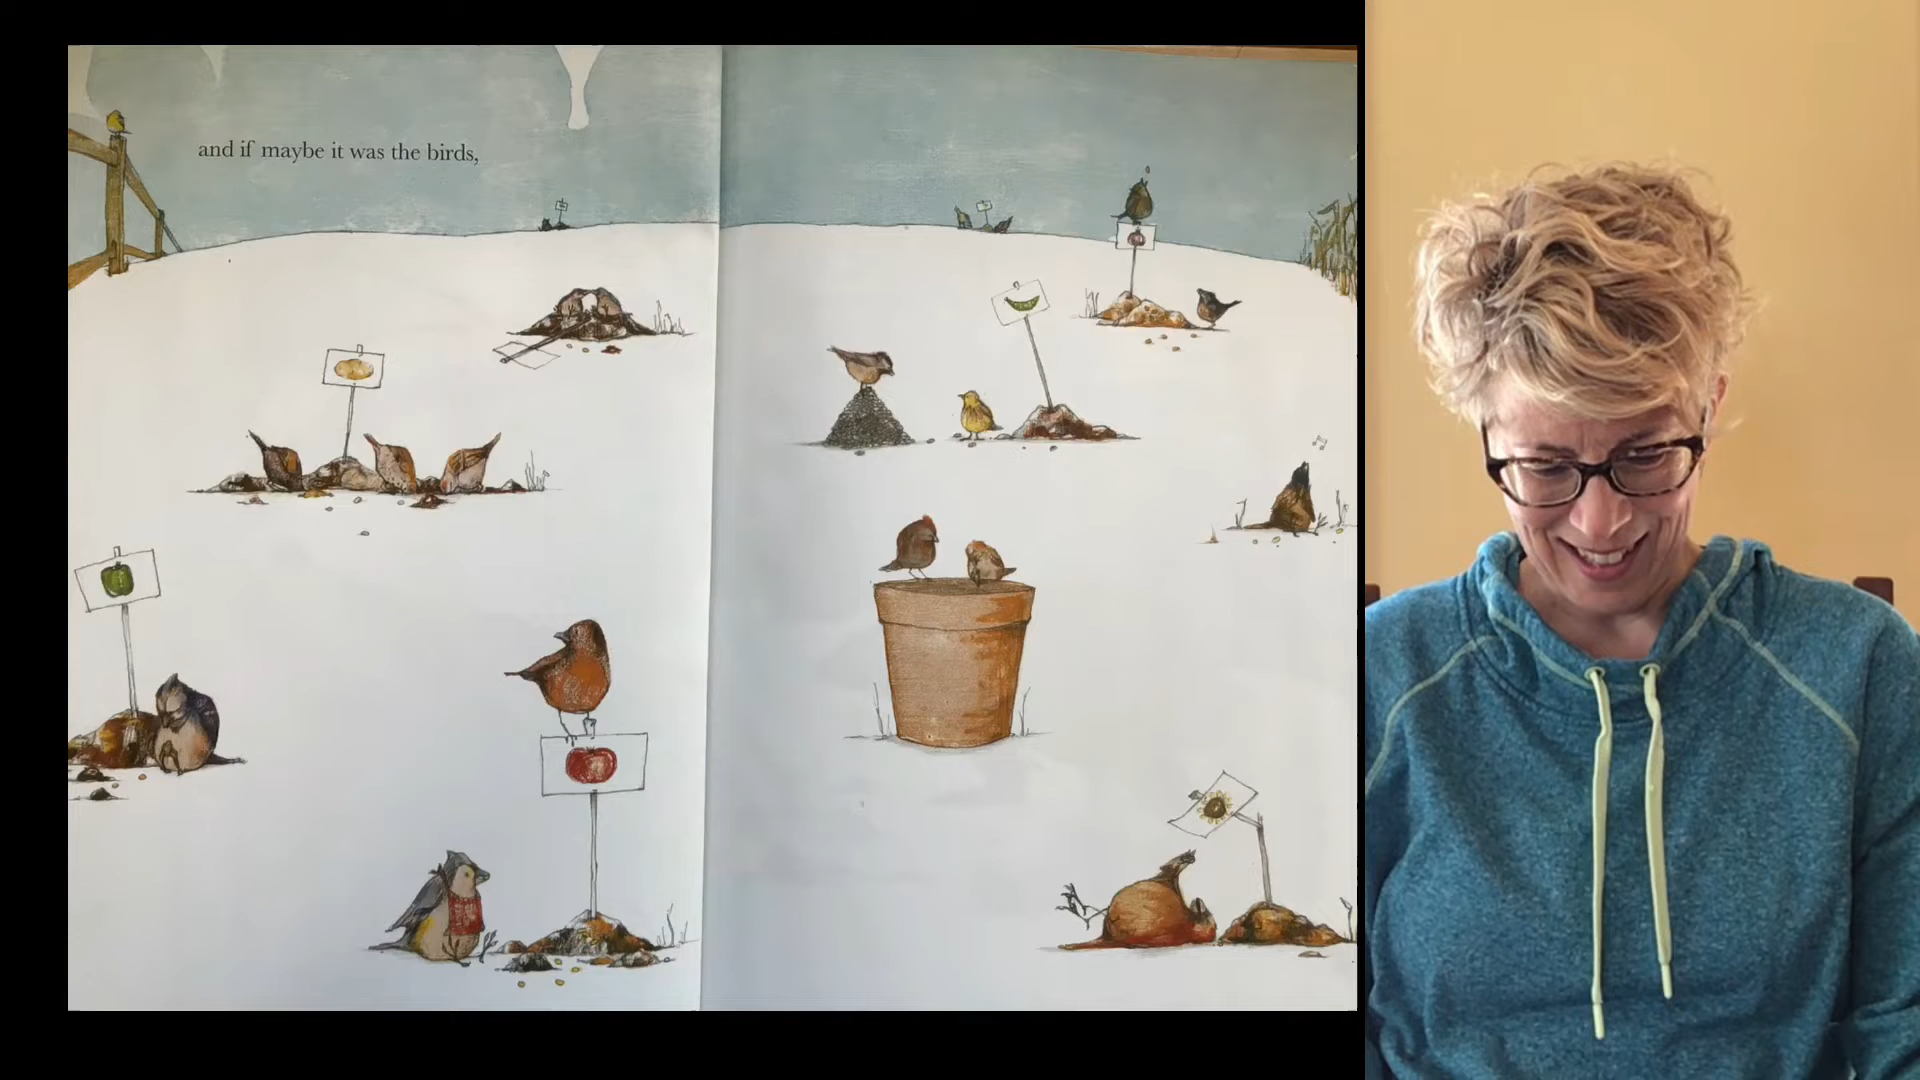 and if maybe it was the birds,